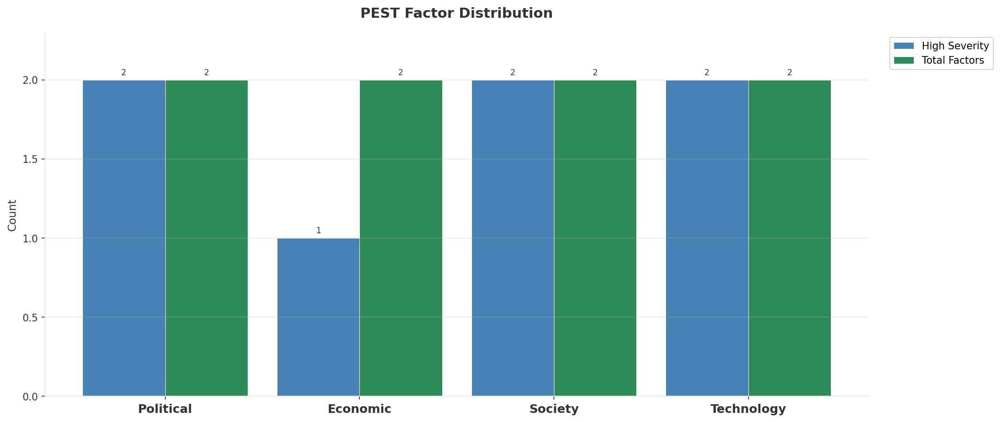 PEST Factor Distribution
High Severity
Total Factors
2 2 2 2 2 2 2
1
2.0
1.5
1.0
0.5
0.0
Count
Political Economic Society Technology